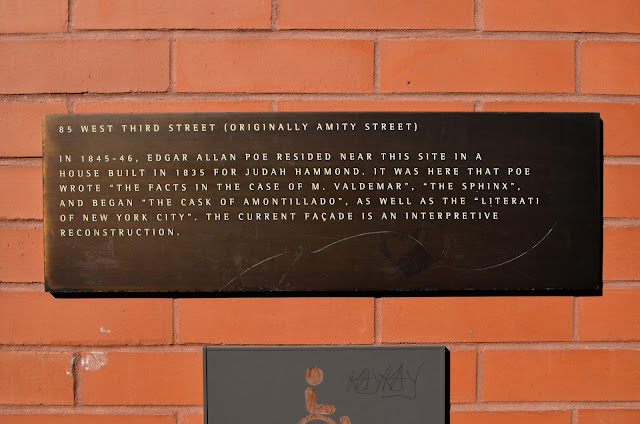 85 WEST THIRD STREET (ORIGINALLY AMITY STREET)
IN 1845-46, EDGAR ALLAN POE RESIDED NEAR THIS SITE IN A
HOUSE BUILT IN 1835 FOR JUDAH HAMMOND. IT WAS HERE THAT POE
WROTE "THE FACTS IN THE CASE OF M. VALDEMAR", "THE SPHINX",
AND BEGAN "THE CASK OF AMONTILLADO", AS WELL AS THE "LITERATI
OF NEW YORK CITY". THE CURRENT FAÇADE IS AN INTERPRETIVE
RECONSTRUCTION.